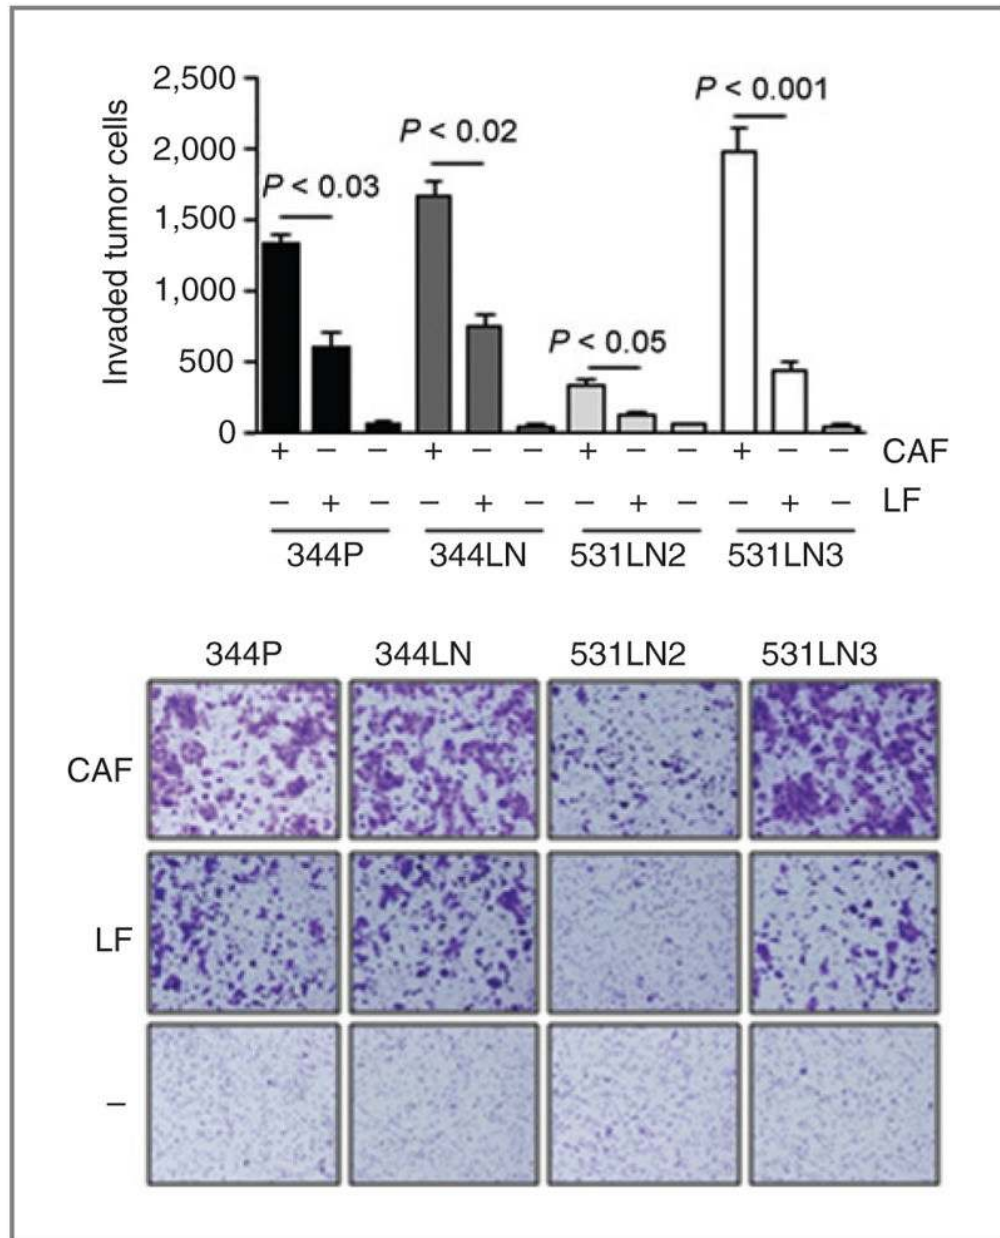 2,500
2,000
1,500
1,000
500
0
Invaded tumor cells
P < 0.03
P < 0.02
P < 0.05
P < 0.001
+ − − + − − + − − + − − CAF
− + − − + − − + − − + − LF
344P 344LN 531LN2 531LN3
344P 344LN 531LN2 531LN3
CAF
LF
−